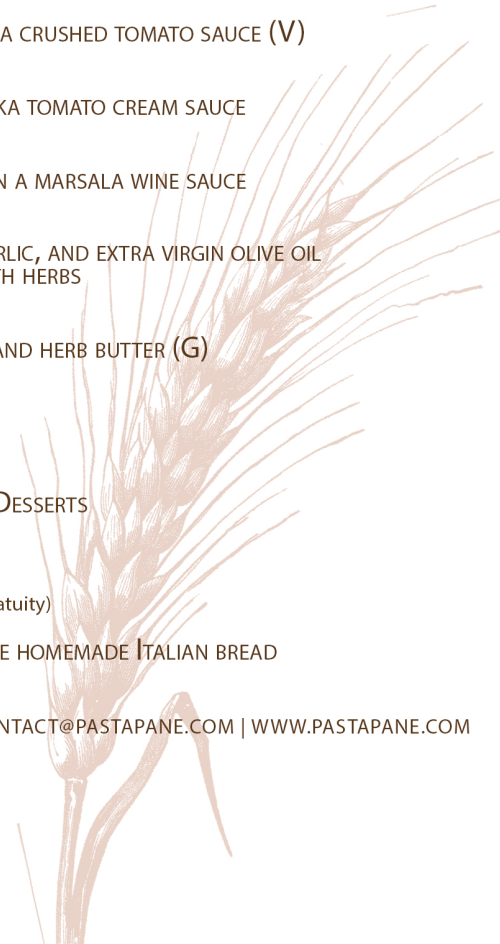 A CRUSHED TOMATO SAUCE (V)
KA TOMATO CREAM SAUCE
N A MARSALA WINE SAUCE
RLIC, AND EXTRA VIRGIN OLIVE OIL
TH HERBS
AND HERB BUTTER (G)
DESSERTS
atuity)
E HOMEMADE ITALIAN BREAD
NTACT@PASTAPANE.COM | WWW.PASTAPANE.COM